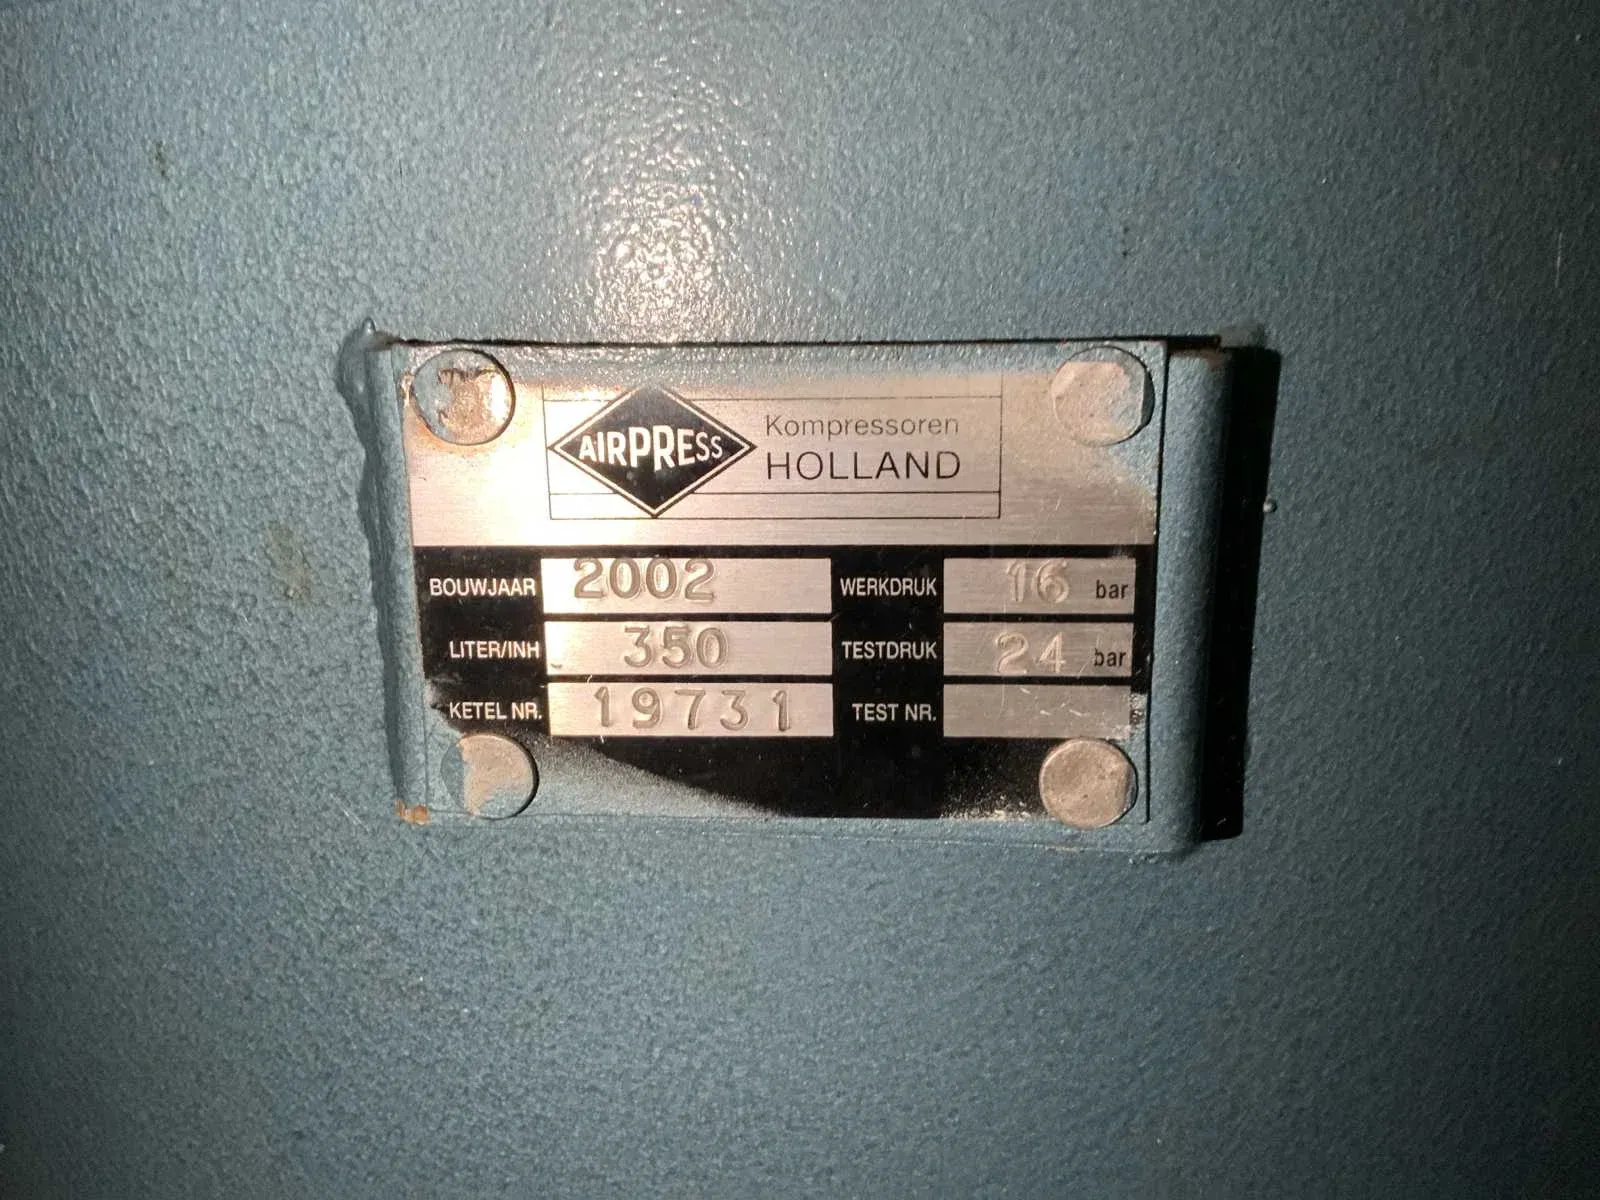 AIRPRESS
Kompressoren
HOLLAND
BOUWJAAR 2002 WERKDRUK 16 bar
LITER/INH 350 TESTDRUK 24 bar
KETEL NR. 19731 TEST NR.